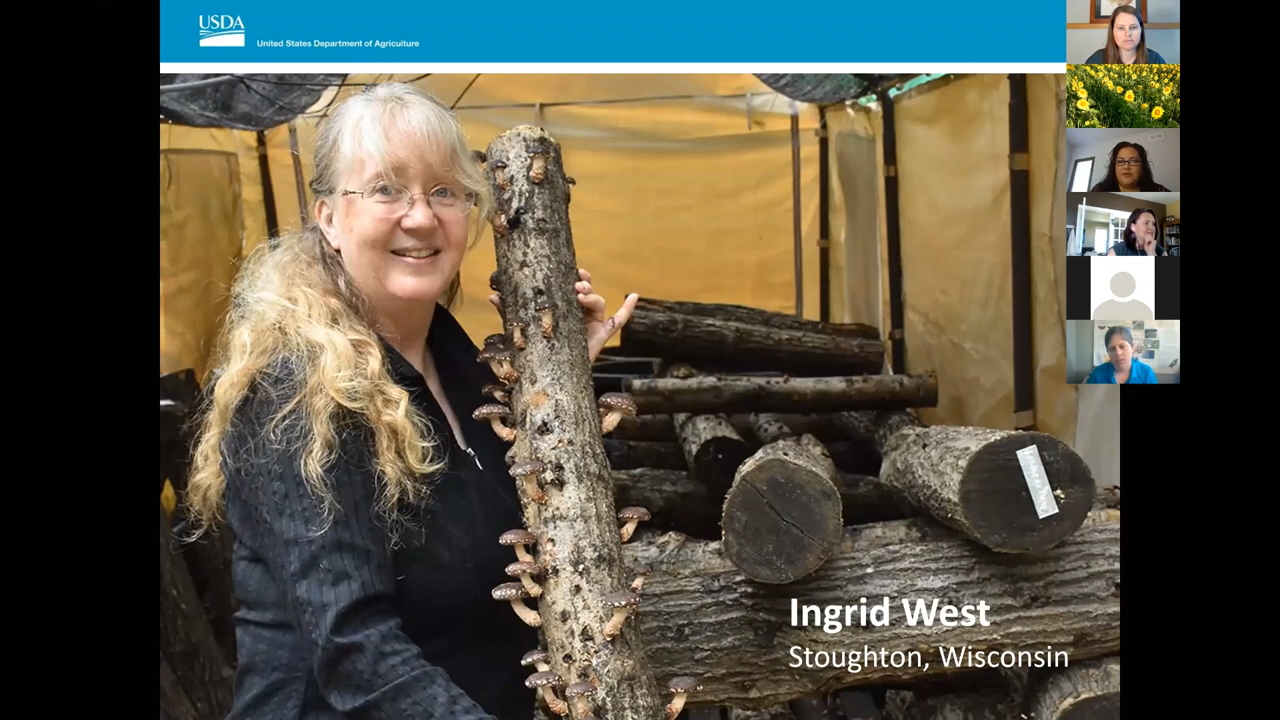 USDA
United States Department of Agriculture
Ingrid West
Stoughton, Wisconsin